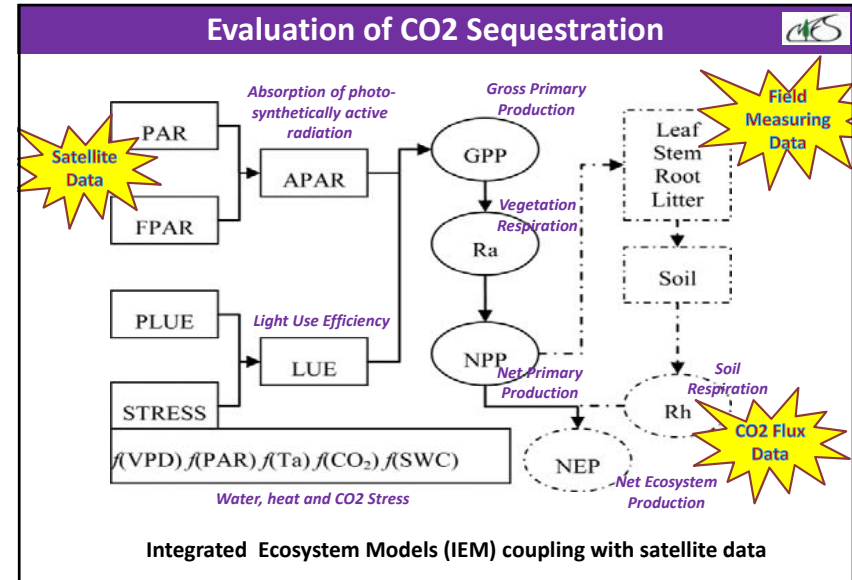 Evaluation of CO2 Sequestration
Absorption of photo-
synthetically active
radiation
Gross Primary
Production
Satellite
Data
PAR
FPAR
APAR
GPP
Field
Measuring
Data
Leaf
Stem
Root
Litter
Vegetation
Respiration
Ra
Soil
PLUE
Light Use Efficiency
LUE
NPP
Net Primary
Production
Soil
Respiration
STRESS
Rh
CO2 Flux
Data
f(VPD) f(PAR) f(Ta) f(CO₂) f(SWC)
NEP
Net Ecosystem
Production
Water, heat and CO2 Stress
Integrated Ecosystem Models (IEM) coupling with satellite data